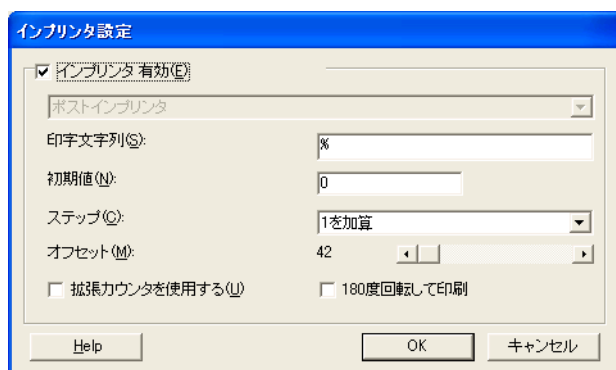 インプリンタ設定
インプリンタ有効(E)
ポストインプリンタ
印字文字列(S): %
初期値(N): 0
ステップ(C): 1を加算
オフセット(M): 42
拡張カウンタを使用する(U) 180度回転して印刷
Help OK キャンセル